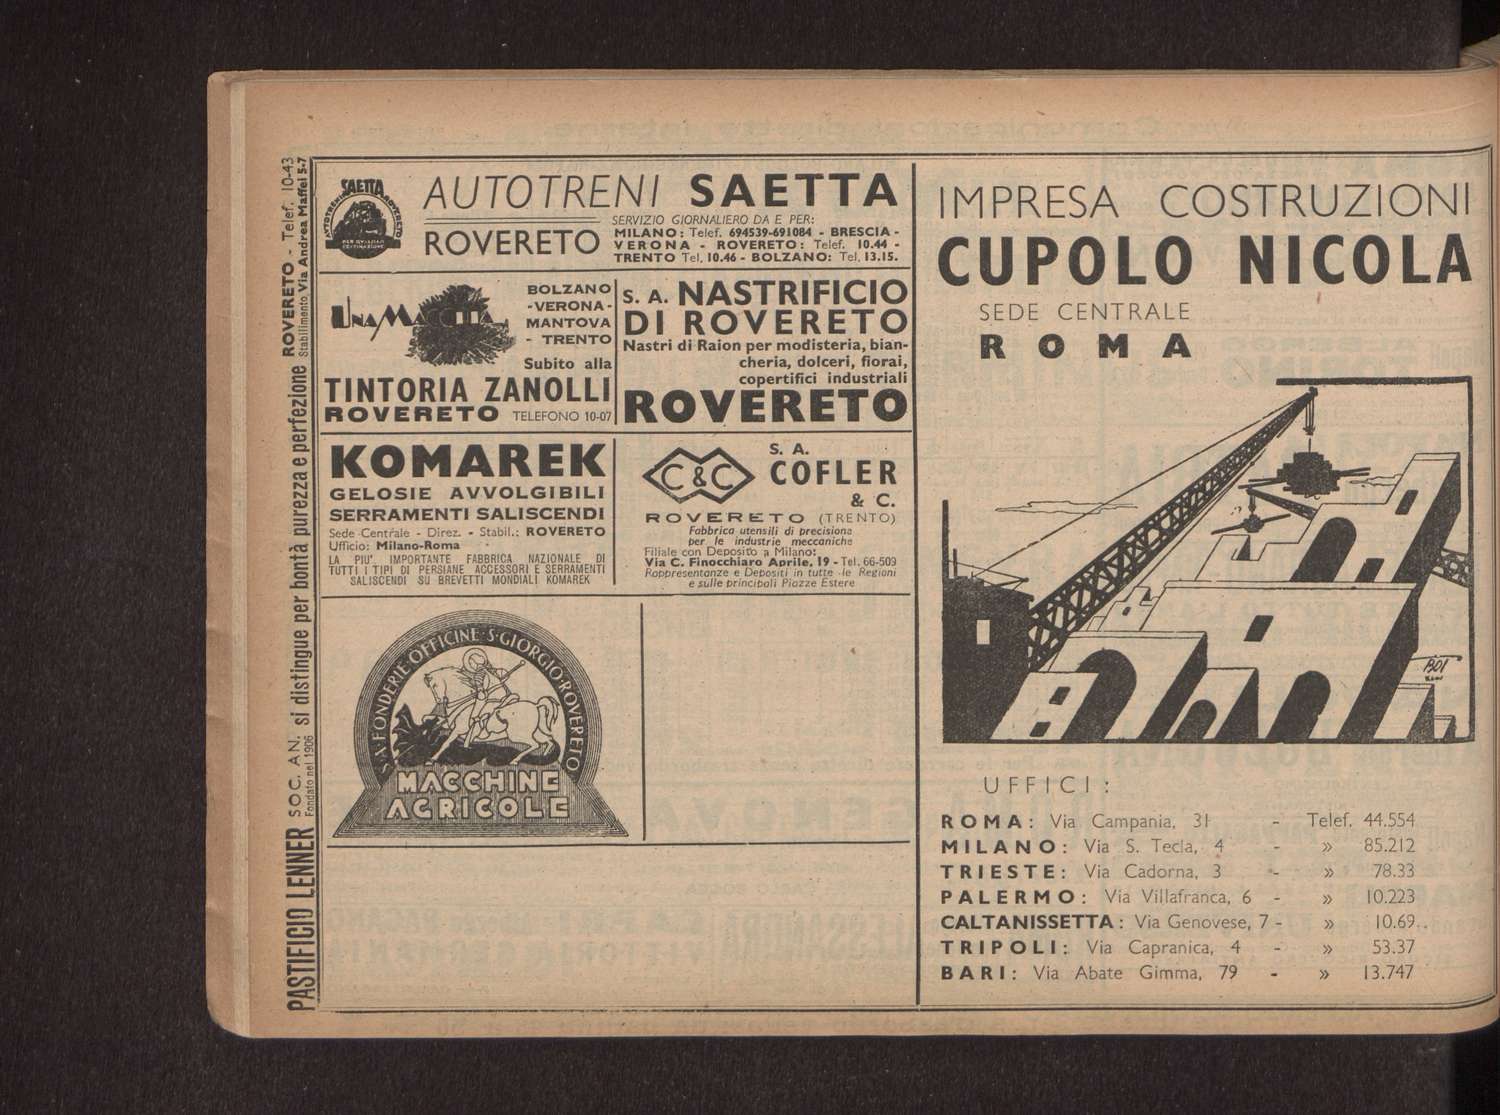 PASTIFICIO LENNER SOC. AN. si distingue per bontà purezza e perfezione ROVERETO - Telef. 10-43
Fondato nel 1906 Stabilimento Via Andrea Maffei 5-7
SAETTA
AUTOTRENI ROVERETO
PER QUALSIASI
DESTINAZIONE
AUTOTRENI SAETTA
ROVERETO
SERVIZIO GIORNALIERO DA E PER:
MILANO: Telef. 694539-691084 - BRESCIA -
VERONA - ROVERETO: Telef. 10.44 -
TRENTO Tel. 10.46 - BOLZANO: Tel. 13.15.
UNA MACCHIA
BOLZANO
-VERONA-
MANTOVA
- TRENTO
Subito alla
TINTORIA ZANOLLI
ROVERETO TELEFONO 10-07
S. A. NASTRIFICIO
DI ROVERETO
Nastri di Raion per modisteria, bian-
cheria, dolceri, fiorai,
copertifici industriali
ROVERETO
KOMAREK
GELOSIE AVVOLGIBILI
SERRAMENTI SALISCENDI
Sede Centrale - Direz. - Stabil.: ROVERETO
Ufficio: Milano-Roma
LA PIU' IMPORTANTE FABBRICA NAZIONALE DI
TUTTI I TIPI DI PERSIANE ACCESSORI E SERRAMENTI
SALISCENDI SU BREVETTI MONDIALI KOMAREK
C&C
S. A.
COFLER
& C.
ROVERETO (TRENTO)
Fabbrica utensili di precisione
per le industrie meccaniche
Filiale con Deposito a Milano:
Via C. Finocchiaro Aprile, 19 - Tel. 66-509
Rappresentanze e Depositi in tutte le Regioni
e sulle principali Piazze Estere
S.A. FONDERIE·OFFICINE·S·GIORGIO·ROVERETO
MACCHINE
AGRICOLE
IMPRESA COSTRUZIONI
CUPOLO NICOLA
SEDE CENTRALE
ROMA
UFFICI:
ROMA: Via Campania, 31 - Telef. 44.554
MILANO: Via S. Tecla, 4 - » 85.212
TRIESTE: Via Cadorna, 3 - » 78.33
PALERMO: Via Villafranca, 6 - » 10.223
CALTANISSETTA: Via Genovese, 7 - » 10.69
TRIPOLI: Via Capranica, 4 - » 53.37
BARI: Via Abate Gimma, 79 - » 13.747